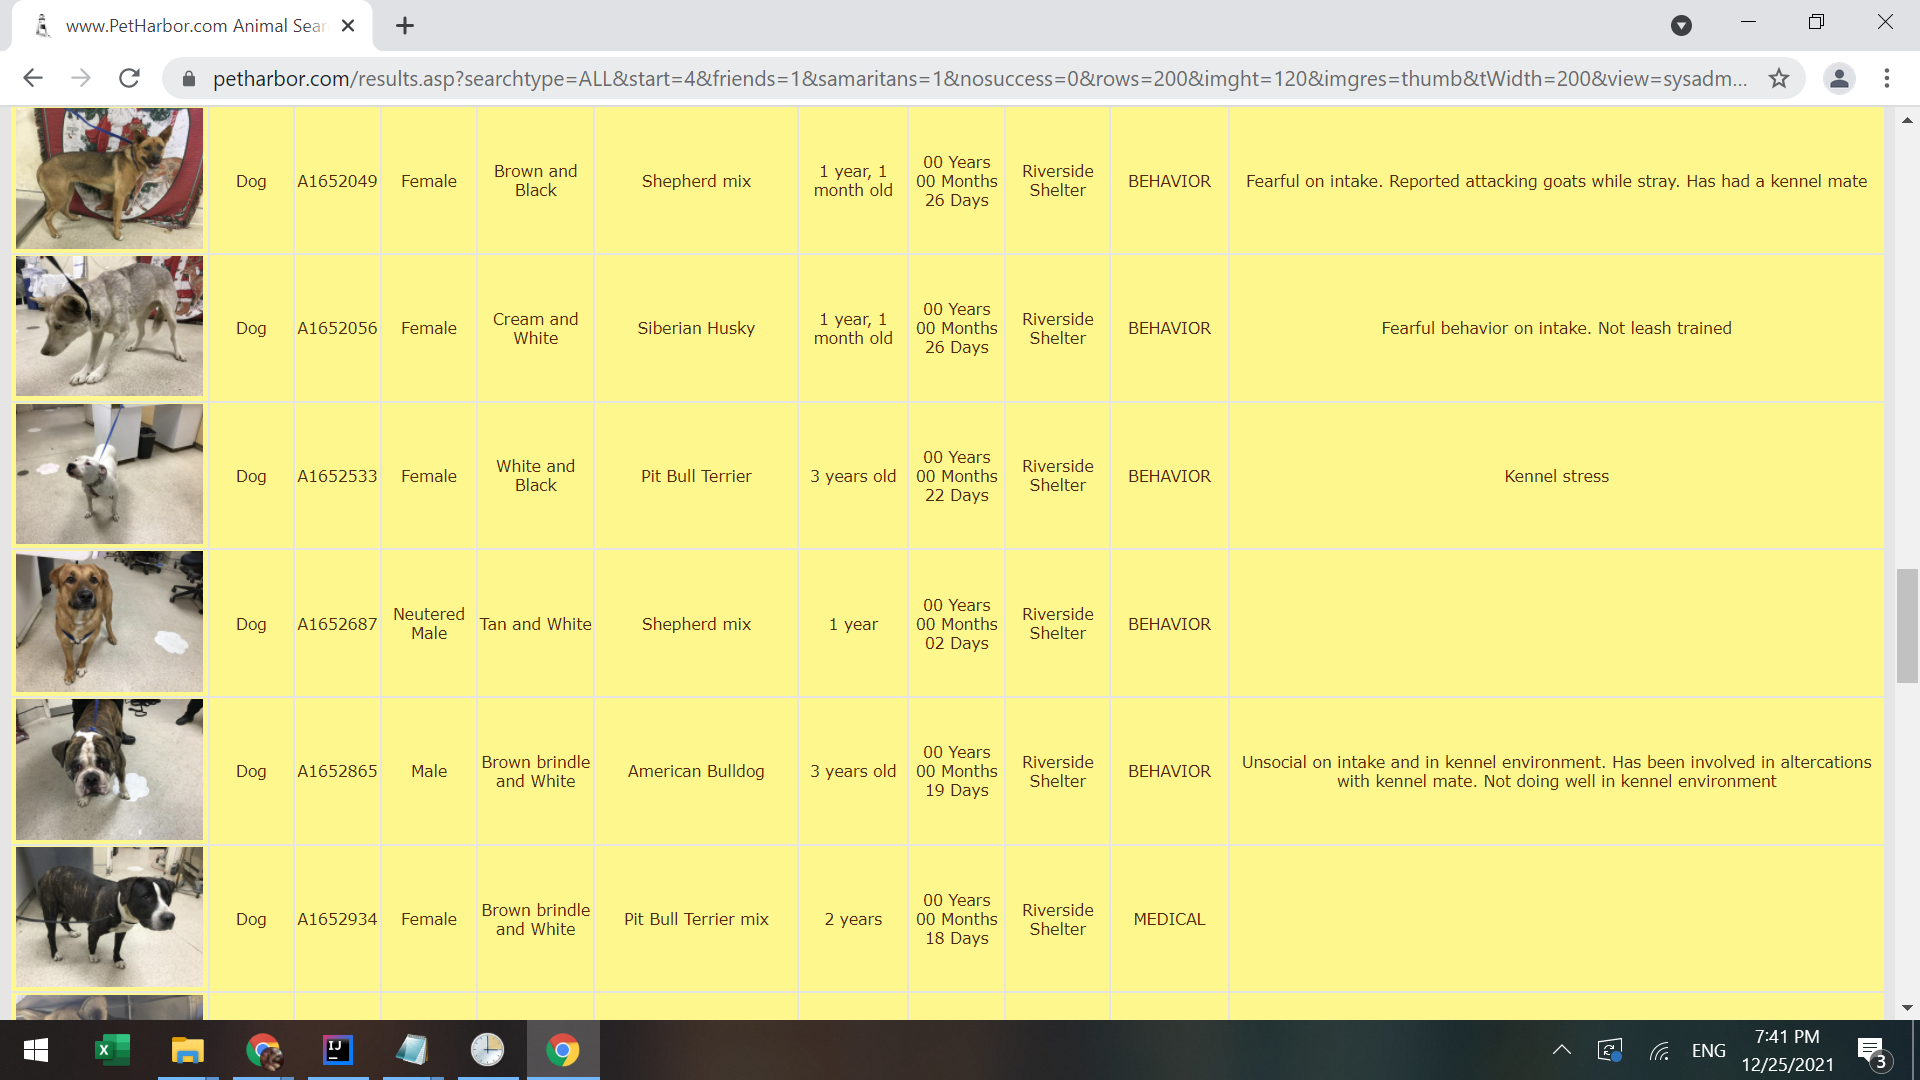 www.PetHarbor.com Animal Sear
petharbor.com/results.asp?searchtype=ALL&start=4&friends=1&samaritans=1&nosuccess=0&rows=200&imght=120&imgres=thumb&tWidth=200&view=sysadm...
Dog
A1652049
Female
Brown and
Black
Shepherd mix
1 year, 1
month old
00 Years
00 Months
26 Days
Riverside
Shelter
BEHAVIOR
Fearful on intake. Reported attacking goats while stray. Has had a kennel mate
Dog
A1652056
Female
Cream and
White
Siberian Husky
1 year, 1
month old
00 Years
00 Months
26 Days
Riverside
Shelter
BEHAVIOR
Fearful behavior on intake. Not leash trained
Dog
A1652533
Female
White and
Black
Pit Bull Terrier
3 years old
00 Years
00 Months
22 Days
Riverside
Shelter
BEHAVIOR
Kennel stress
Dog
A1652687
Neutered
Male
Tan and White
Shepherd mix
1 year
00 Years
00 Months
02 Days
Riverside
Shelter
BEHAVIOR
Dog
A1652865
Male
Brown brindle
and White
American Bulldog
3 years old
00 Years
00 Months
19 Days
Riverside
Shelter
BEHAVIOR
Unsocial on intake and in kennel environment. Has been involved in altercations
with kennel mate. Not doing well in kennel environment
Dog
A1652934
Female
Brown brindle
and White
Pit Bull Terrier mix
2 years
00 Years
00 Months
18 Days
Riverside
Shelter
MEDICAL
X
IJ
ENG
7:41 PM
12/25/2021
3